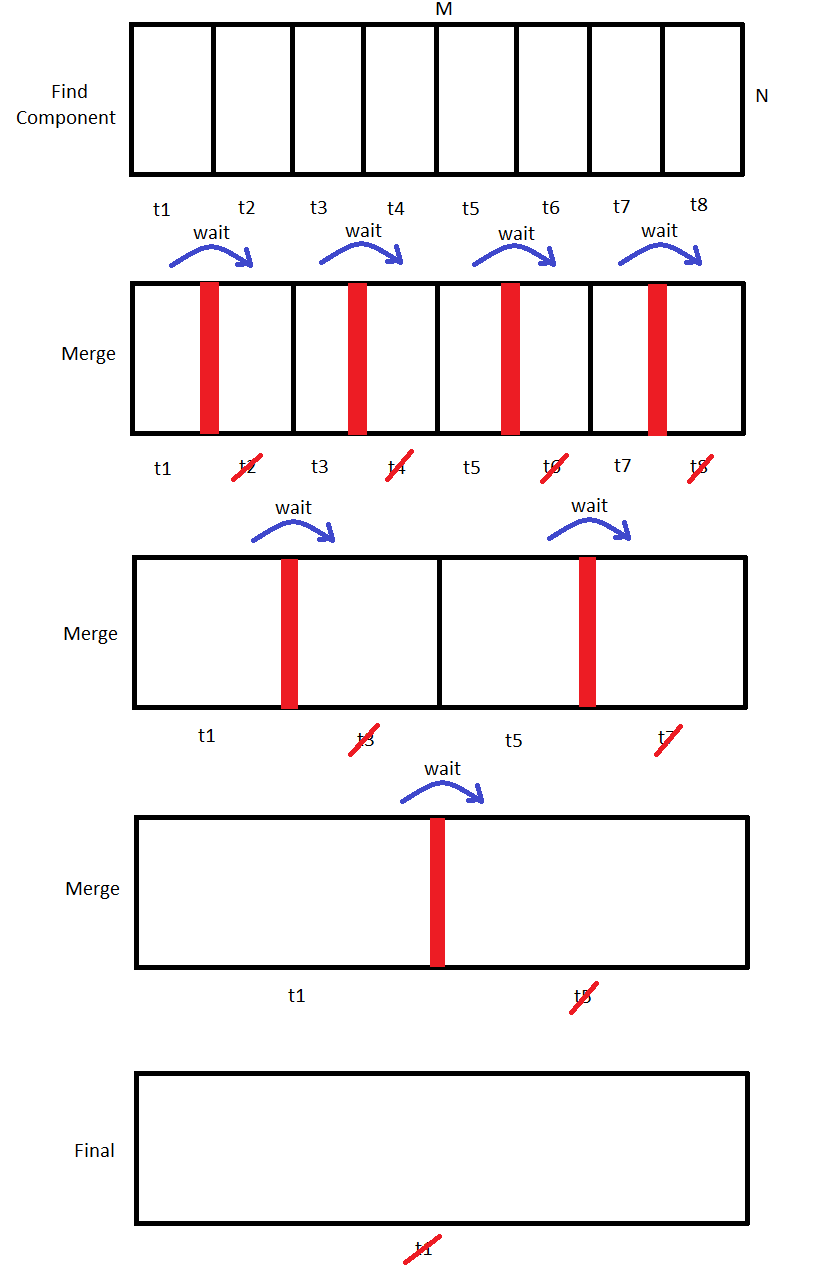 M
Find
Component
N
t1 t2 t3 t4 t5 t6 t7 t8
wait wait wait wait
Merge
t1 t2 t3 t4 t5 t6 t7 t8
wait wait
Merge
t1 t3 t5 t7
wait
Merge
t1 t5
Final
t1